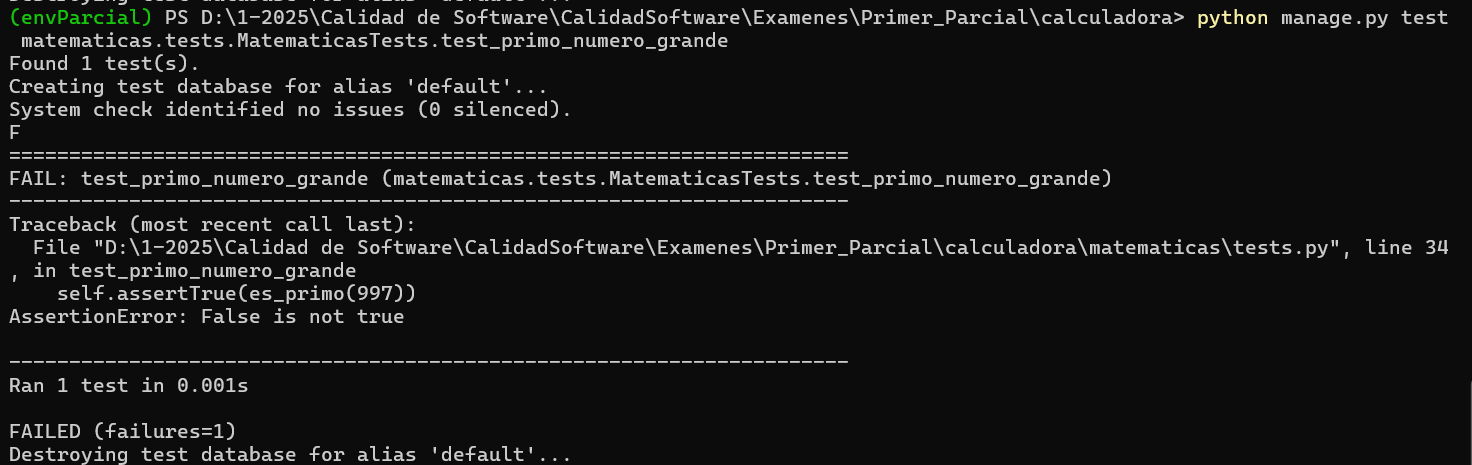 (envParcial) PS D:\1-2025\Calidad de Software\CalidadSoftware\Examenes\Primer_Parcial\calculadora> python manage.py test
 matematicas.tests.MatematicasTests.test_primo_numero_grande
Found 1 test(s).
Creating test database for alias 'default'...
System check identified no issues (0 silenced).
F
======================================================================
FAIL: test_primo_numero_grande (matematicas.tests.MatematicasTests.test_primo_numero_grande)
----------------------------------------------------------------------
Traceback (most recent call last):
  File "D:\1-2025\Calidad de Software\CalidadSoftware\Examenes\Primer_Parcial\calculadora\matematicas\tests.py", line 34
, in test_primo_numero_grande
    self.assertTrue(es_primo(997))
AssertionError: False is not true

----------------------------------------------------------------------
Ran 1 test in 0.001s

FAILED (failures=1)
Destroying test database for alias 'default'...